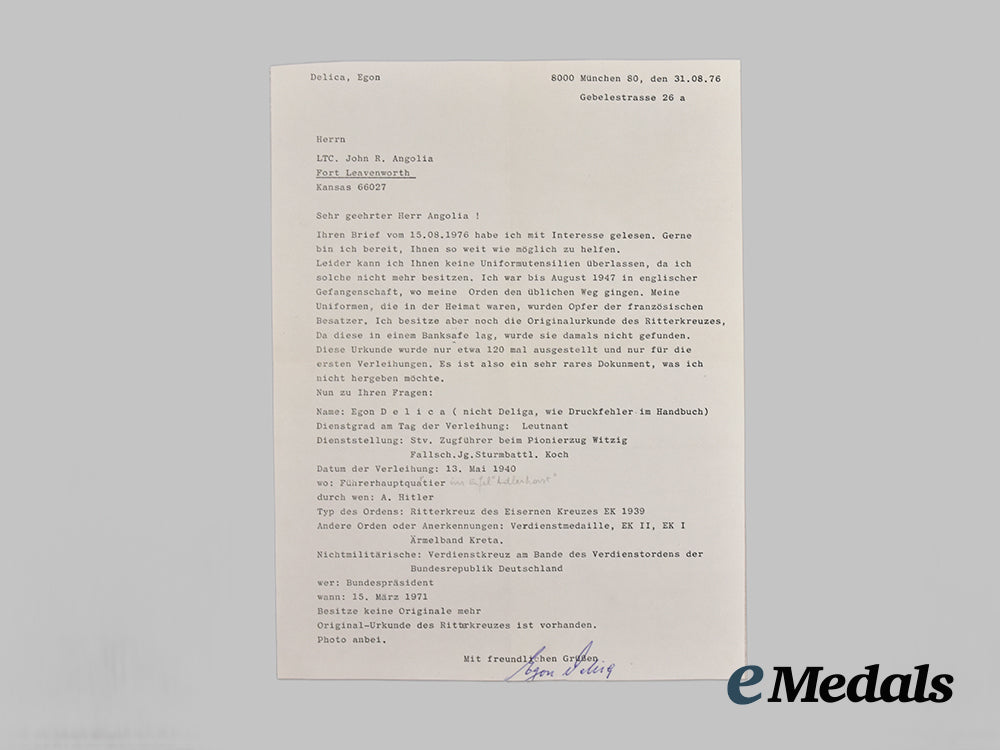 Delica, Egon
8000 München 80, den 31.08.76
Gebelestrasse 26 a
Herrn
LTC. John R. Angolia
Fort Leavenworth
Kansas 66027
Sehr geehrter Herr Angolia !
Ihren Brief vom 15.08.1976 habe ich mit Interesse gelesen. Gerne
bin ich bereit, Ihnen so weit wie möglich zu helfen.
Leider kann ich Ihnen keine Uniformutensilien überlassen, da ich
solche nicht mehr besitzen. Ich war bis August 1947 in englischer
Gefangenschaft, wo meine Orden den üblichen Weg gingen. Meine
Uniformen, die in der Heimat waren, wurden Opfer der französischen
Besatzer. Ich besitze aber noch die Originalurkunde des Ritterkreuzes,
Da diese in einem Banksafe lag, wurde sie damals nicht gefunden.
Diese Urkunde wurde nur etwa 120 mal ausgestellt und nur für die
ersten Verleihungen. Es ist also ein sehr rares Dokunment, was ich
nicht hergeben möchte.
Nun zu Ihren Fragen:
Name: Egon D e l i c a ( nicht Deliga, wie Druckfehler im Handbuch)
Dienstgrad am Tag der Verleihung: Leutnant
Dienststellung: Stv. Zugführer beim Pionierzug Witzig
Fallsch.Jg.Sturmbattl. Koch
Datum der Verleihung: 13. Mai 1940
wo: Führerhauptquatier "Adlerhorst"
durch wen: A. Hitler
Typ des Ordens: Ritterkreuz des Eisernen Kreuzes EK 1939
Andere Orden oder Anerkennungen: Verdienstmedaille, EK II, EK I
Ärmelband Kreta.
Nichtmilitärische: Verdienstkreuz am Bande des Verdienstordens der
Bundesrepublik Deutschland
wer: Bundespräsident
wann: 15. März 1971
Besitze keine Originale mehr
Original-Urkunde des Ritterkreuzes ist vorhanden.
Photo anbei.
Mit freundlichen Grüßen
Egon Delica
eMedals